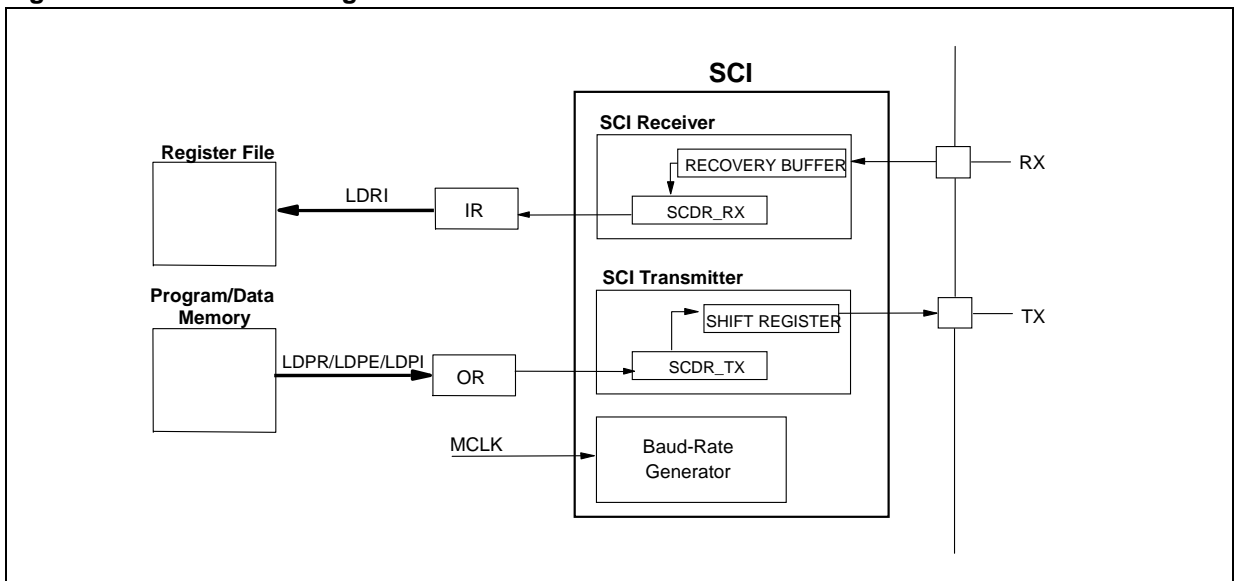 SCI
SCI Receiver
Register File
RECOVERY BUFFER
RX
LDRI
IR
SCDR_RX
SCI Transmitter
Program/Data
Memory
SHIFT REGISTER
TX
LDPR/LDPE/LDPI
OR
SCDR_TX
MCLK
Baud-Rate
Generator